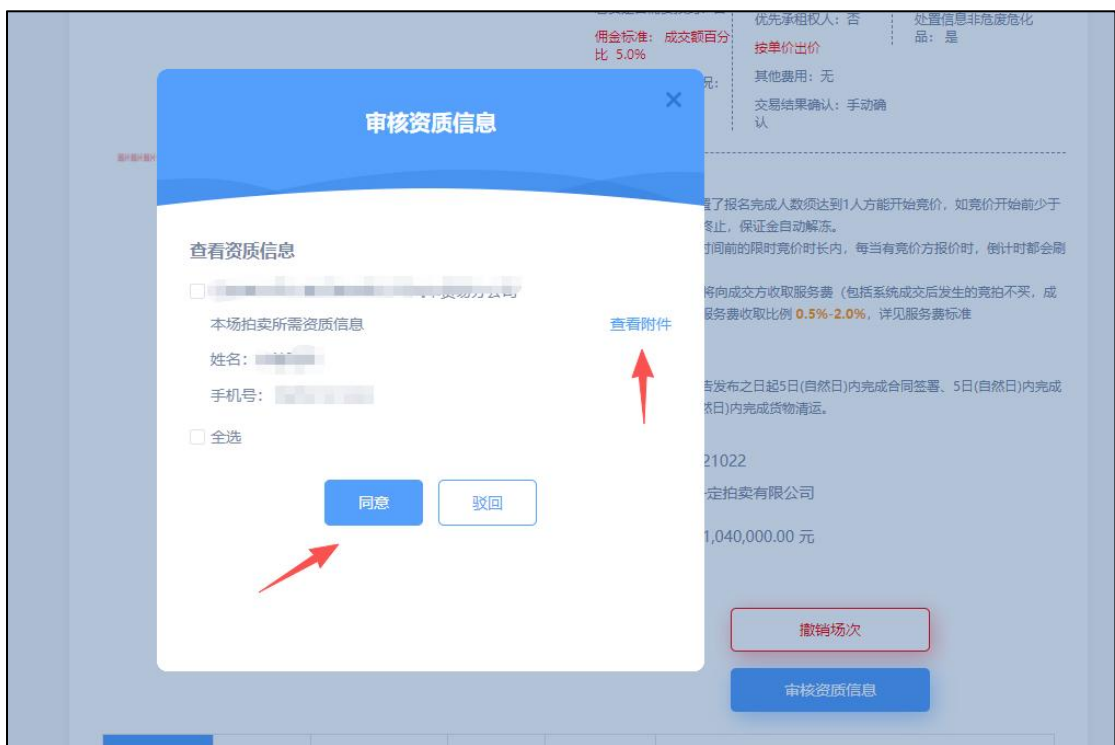 优先承租权人：否
处置信息非危废危化
品：是
佣金标准： 成交额百分
比 5.0%
按单价出价
况：
其他费用：无
交易结果确认：手动确
认
审核资质信息
置了报名完成人数须达到1人方能开始竞价，如竞价开始前少于
终止，保证金自动解冻。
时间前的限时竞价时长内，每当有竞价方报价时，倒计时都会刷
将向成交方收取服务费（包括系统成交后发生的竞拍不买，成
服务费收取比例 0.5%-2.0%，详见服务费标准
告发布之日起5日(自然日)内完成合同签署、5日(自然日)内完成
然日)内完成货物清运。
21022
定拍卖有限公司
1,040,000.00 元
查看资质信息
分公司
本场拍卖所需资质信息
查看附件
姓名：
手机号：
全选
同意
驳回
撤销场次
审核资质信息